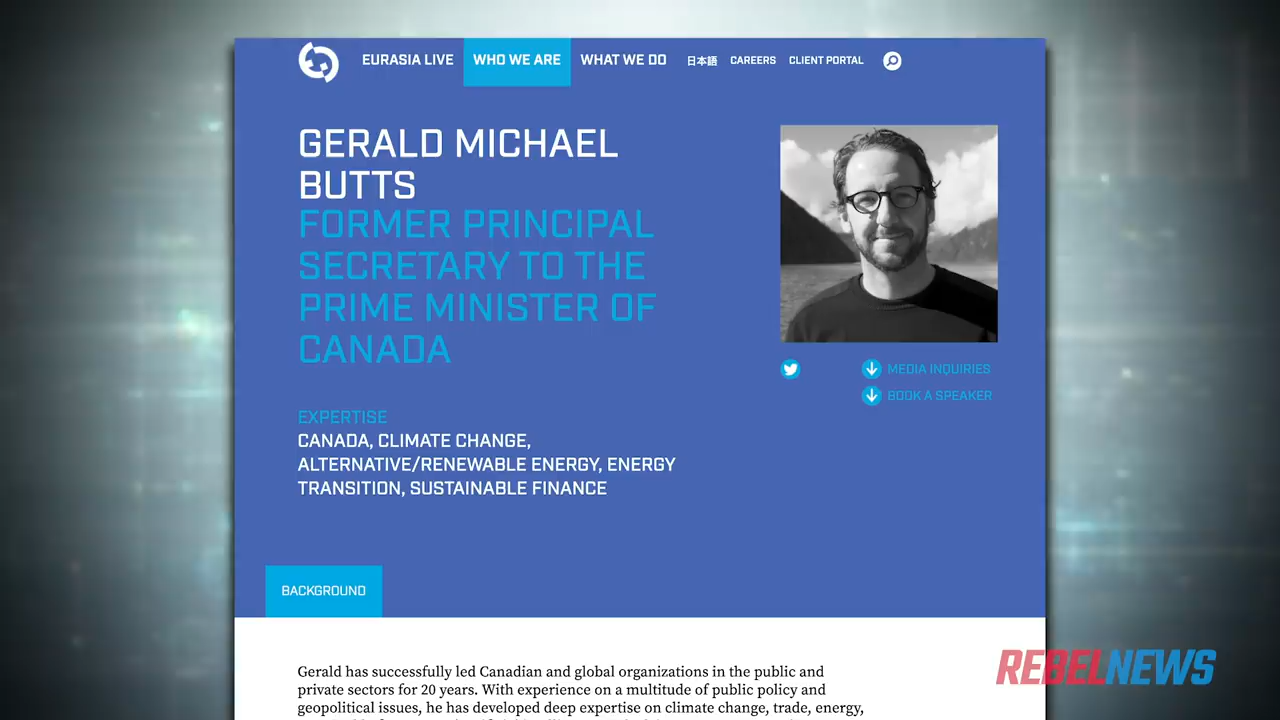 EURASIA LIVE
WHO WE ARE
WHAT WE DO
日本語
CAREERS
CLIENT PORTAL
GERALD MICHAEL
BUTTS
FORMER PRINCIPAL
SECRETARY TO THE
PRIME MINISTER OF
CANADA
MEDIA INQUIRIES
BOOK A SPEAKER
EXPERTISE
CANADA, CLIMATE CHANGE,
ALTERNATIVE/RENEWABLE ENERGY, ENERGY
TRANSITION, SUSTAINABLE FINANCE
BACKGROUND
Gerald has successfully led Canadian and global organizations in the public and
private sectors for 20 years. With experience on a multitude of public policy and
geopolitical issues, he has developed deep expertise on climate change, trade, energy,
REBELNEWS